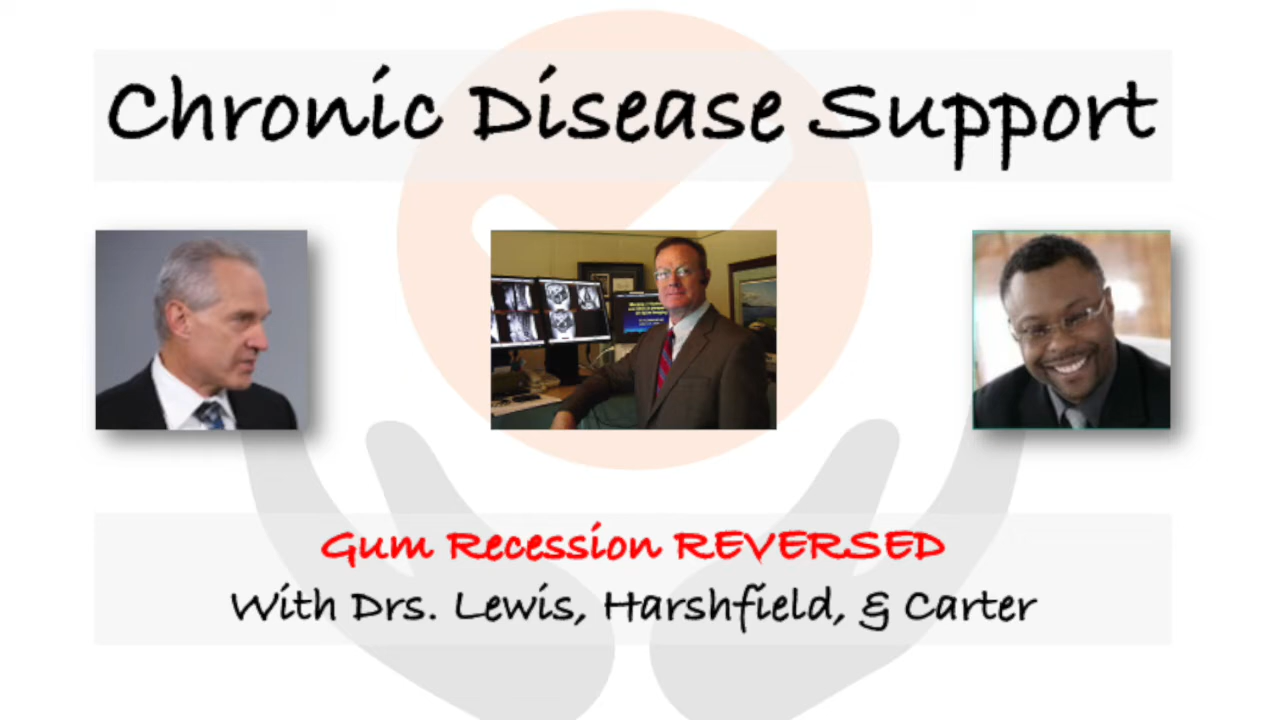 Chronic Disease Support
Gum Recession REVERSED
With Drs. Lewis, Harshfield, & Carter